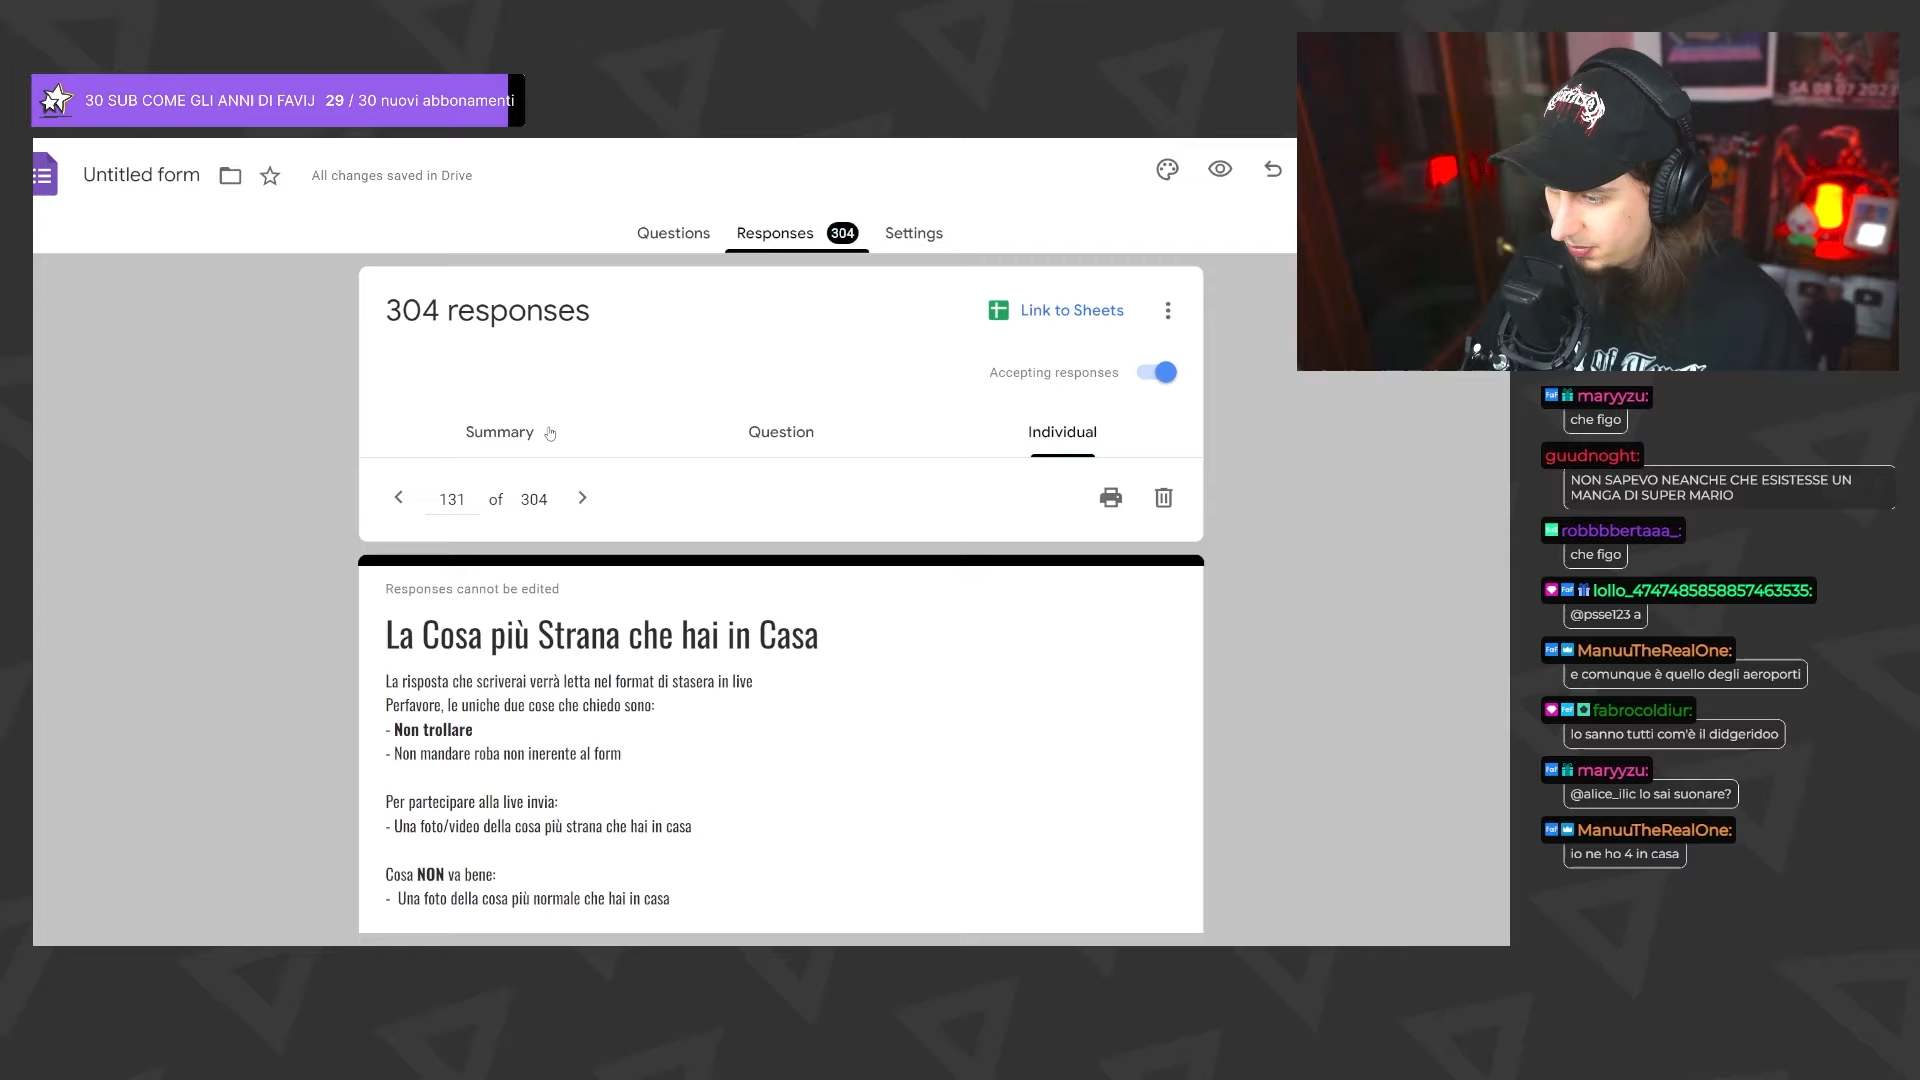 30 SUB COME GLI ANNI DI FAVIJ 29 / 30 nuovi abbonamenti
Untitled form
All changes saved in Drive
Questions
Responses 304
Settings
304 responses
Link to Sheets
Accepting responses
Summary
Question
Individual
131 of 304
Responses cannot be edited
La Cosa più Strana che hai in Casa
La risposta che scriverai verrà letta nel format di stasera in live
Perfavore, le uniche due cose che chiedo sono:
- Non trollare
- Non mandare roba non inerente al form
Per partecipare alla live invia:
- Una foto/video della cosa più strana che hai in casa
Cosa NON va bene:
- Una foto della cosa più normale che hai in casa
SA 08 07 2023
maryyzu:
che figo
guudnoght:
NON SAPEVO NEANCHE CHE ESISTESSE UN
MANGA DI SUPER MARIO
robbbbertaaa_:
che figo
lollo_4747485858857463535:
@psse123 a
ManuuTheRealOne:
e comunque è quello degli aeroporti
fabrocoldiur:
lo sanno tutti com'è il didgeridoo
maryyzu:
@alice_ilic lo sai suonare?
ManuuTheRealOne:
io ne ho 4 in casa